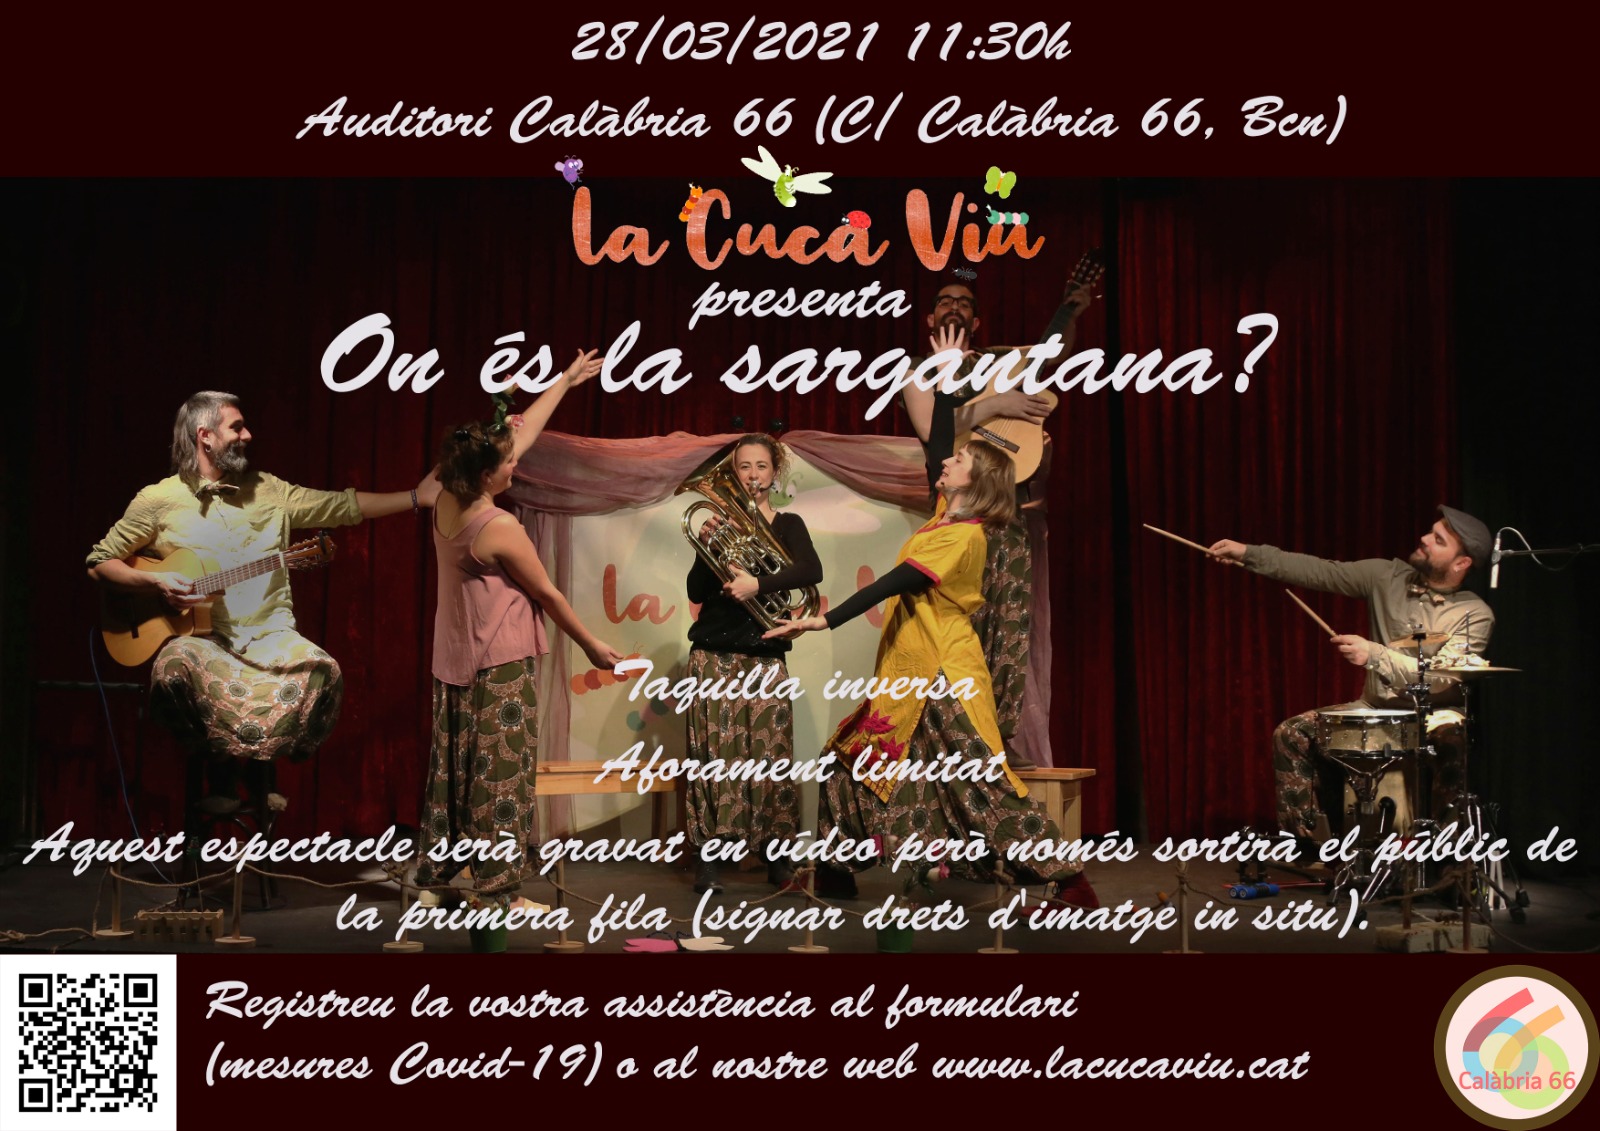 28/03/2021 11:30h
Auditori Calàbria 66 (C/ Calàbria 66, Bcn)
la Cuca Viu
presenta
On és la sargantana?
la
Taquilla inversa
Aforament limitat
Aquest espectacle serà gravat en vídeo però només sortirà el públic de
la primera fila (signar drets d'imatge in situ).
Registreu la vostra assistència al formulari
(mesures Covid-19) o al nostre web www.lacucaviu.cat
Calàbria 66